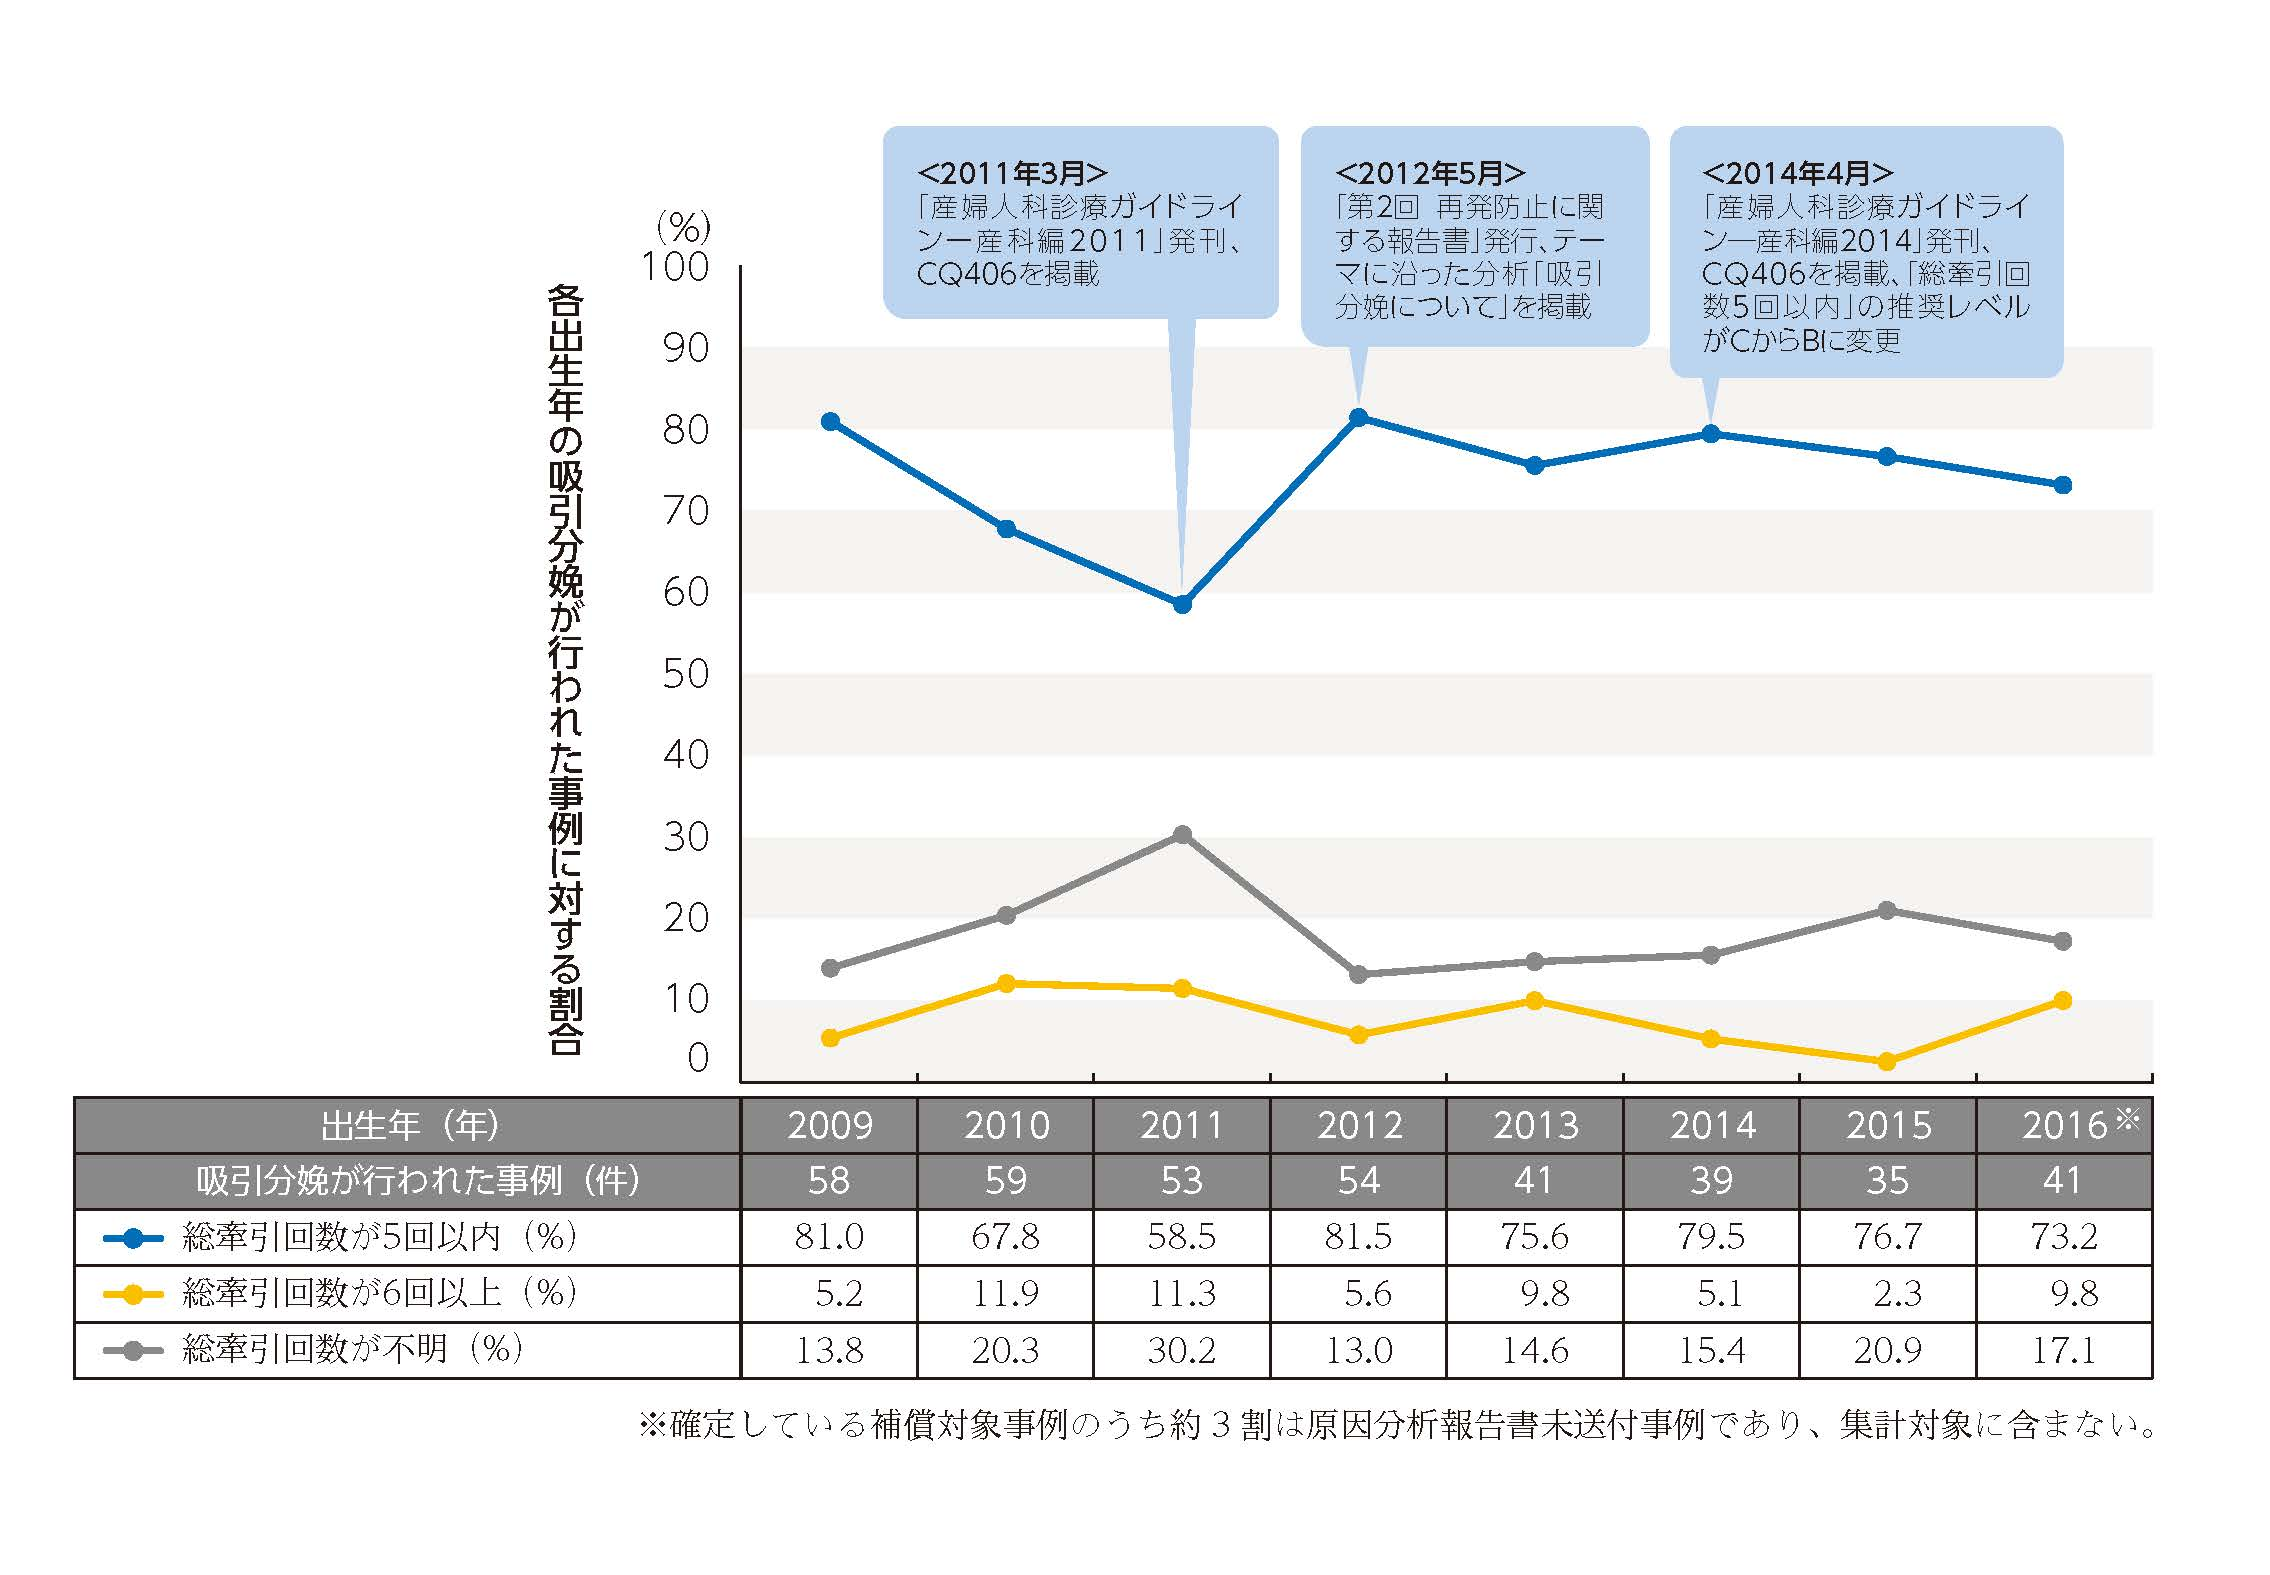 <2011年3月>
「産婦人科診療ガイドライ
ン―産科編2011」発刊、
CQ406を掲載
<2012年5月>
「第2回 再発防止に関
する報告書」発行、テー
マに沿った分析「吸引
分娩について」を掲載
<2014年4月>
「産婦人科診療ガイドライ
ン―産科編2014」発刊、
CQ406を掲載、「総牽引回
数5回以内」の推奨レベル
がCからBに変更
各出生年の吸引分娩が行われた事例に対する割合
(%)
100
90
80
70
60
50
40
30
20
10
0
出生年（年） 2009 2010 2011 2012 2013 2014 2015 2016※
吸引分娩が行われた事例（件） 58 59 53 54 41 39 35 41
総牽引回数が5回以内（%） 81.0 67.8 58.5 81.5 75.6 79.5 76.7 73.2
総牽引回数が6回以上（%） 5.2 11.9 11.3 5.6 9.8 5.1 2.3 9.8
総牽引回数が不明（%） 13.8 20.3 30.2 13.0 14.6 15.4 20.9 17.1
※確定している補償対象事例のうち約3割は原因分析報告書未送付事例であり、集計対象に含まない。